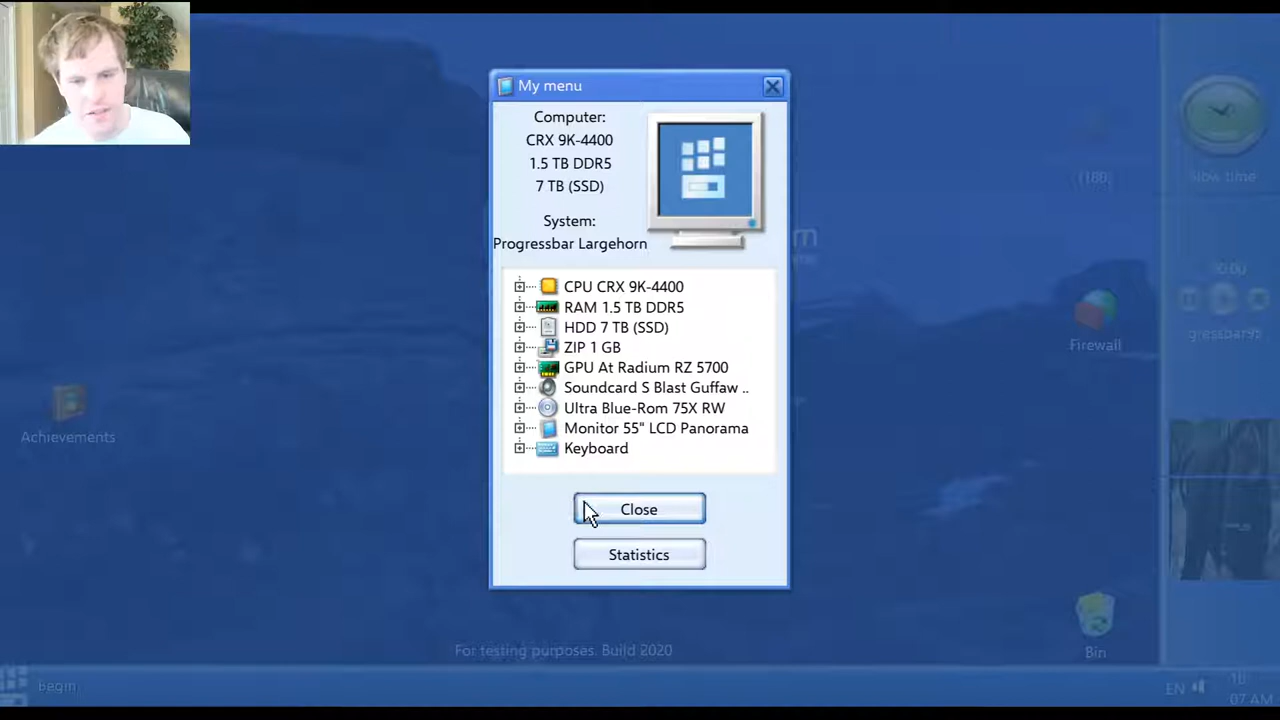 My menu
Computer:
CRX 9K-4400
1.5 TB DDR5
7 TB (SSD)
System:
Progressbar Largehorn
CPU CRX 9K-4400
RAM 1.5 TB DDR5
HDD 7 TB (SSD)
ZIP 1 GB
GPU At Radium RZ 5700
Soundcard S Blast Guffaw ..
Ultra Blue-Rom 75X RW
Monitor 55" LCD Panorama
Keyboard
Close
Statistics
Achievements
Slow time
Firewall
Bin
For testing purposes. Build 2020
Begin
EN
07 AM